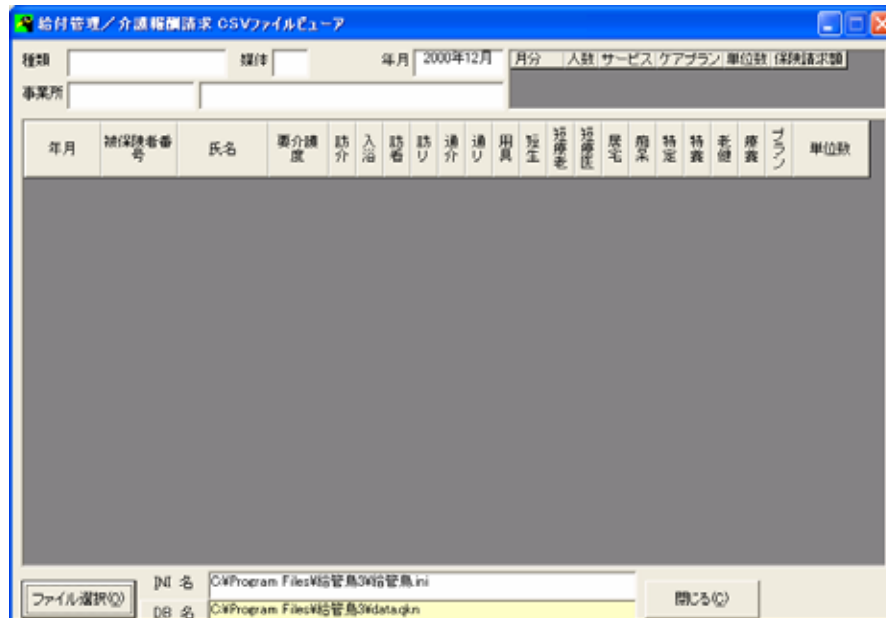 給付管理／介護報酬請求 CSVファイルビューア
種類 媒体 年月 2000年12月 月分 人数 サービス ケアプラン 単位数 保険請求額
事業所
年月 被保険者番号 氏名 要介護度 訪介 入浴 訪看 訪リ 通介 通リ 用具 短生 短療老 短療医 居宅 痴呆 特定 特養 老健 療養 プラン 単位数
ファイル選択(O) INI 名 C:¥Program Files¥給管鳥3¥給管鳥.ini 閉じる(C)
DB 名 C:¥Program Files¥給管鳥3¥data.qkn